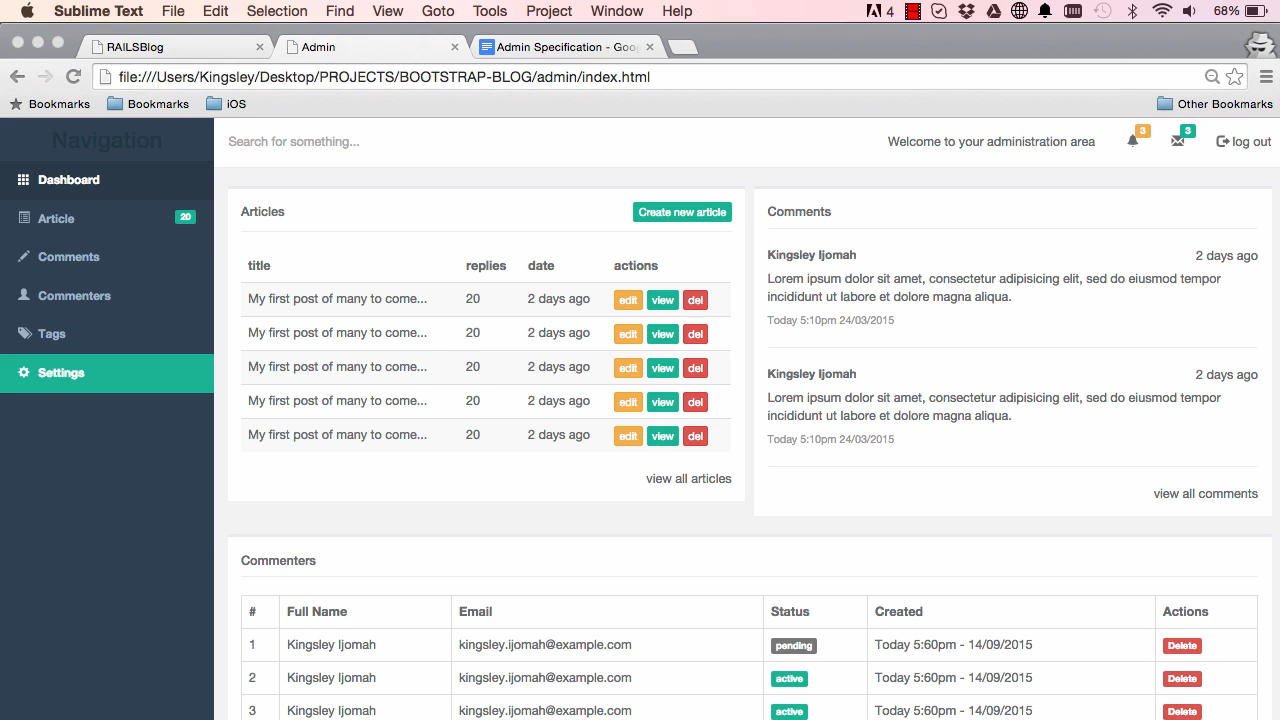 Sublime Text File Edit Selection Find View Goto Tools Project Window Help 4 68%
RAILSBlog Admin Admin Specification - Goo
file:///Users/Kingsley/Desktop/PROJECTS/BOOTSTRAP-BLOG/admin/index.html
Bookmarks Bookmarks iOS Other Bookmarks
Navigation
Dashboard
Article 20
Comments
Commenters
Tags
Settings
Search for something... Welcome to your administration area 3 3 log out
Articles Create new article
title replies date actions
My first post of many to come... 20 2 days ago edit view del
My first post of many to come... 20 2 days ago edit view del
My first post of many to come... 20 2 days ago edit view del
My first post of many to come... 20 2 days ago edit view del
My first post of many to come... 20 2 days ago edit view del
view all articles
Comments
Kingsley Ijomah 2 days ago
Lorem ipsum dolor sit amet, consectetur adipisicing elit, sed do eiusmod tempor
incididunt ut labore et dolore magna aliqua.
Today 5:10pm 24/03/2015
Kingsley Ijomah 2 days ago
Lorem ipsum dolor sit amet, consectetur adipisicing elit, sed do eiusmod tempor
incididunt ut labore et dolore magna aliqua.
Today 5:10pm 24/03/2015
view all comments
Commenters
# Full Name Email Status Created Actions
1 Kingsley Ijomah kingsley.ijomah@example.com pending Today 5:60pm - 14/09/2015 Delete
2 Kingsley Ijomah kingsley.ijomah@example.com active Today 5:60pm - 14/09/2015 Delete
3 Kingsley Ijomah kingsley.ijomah@example.com active Today 5:60pm - 14/09/2015 Delete